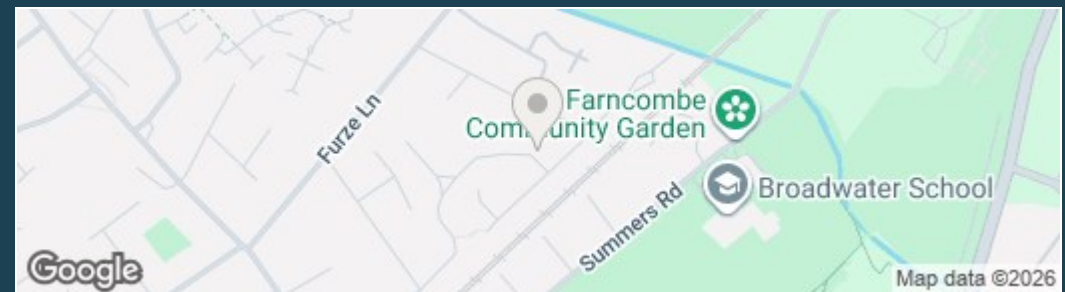 Furze Ln
Farncombe
Community Garden
Broadwater School
Summers Rd
Google
Map data ©2026